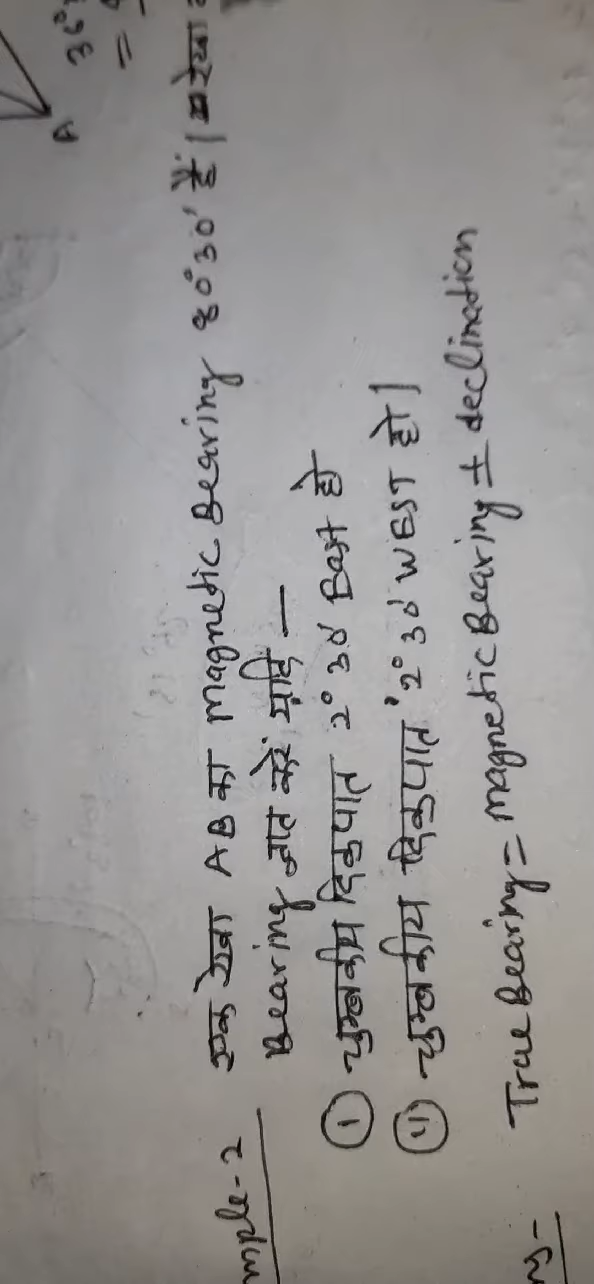 A 36°
=
mple-2 एक रेखा AB का Magnetic Bearing 80°30' है। रेखा
Bearing ज्ञात करें यदि —
(i) चुम्बकीय दिकपात 2°30' East हो
(ii) चुम्बकीय दिकपात 2°30' WEST हो।
True Bearing = magnetic Bearing ± declination